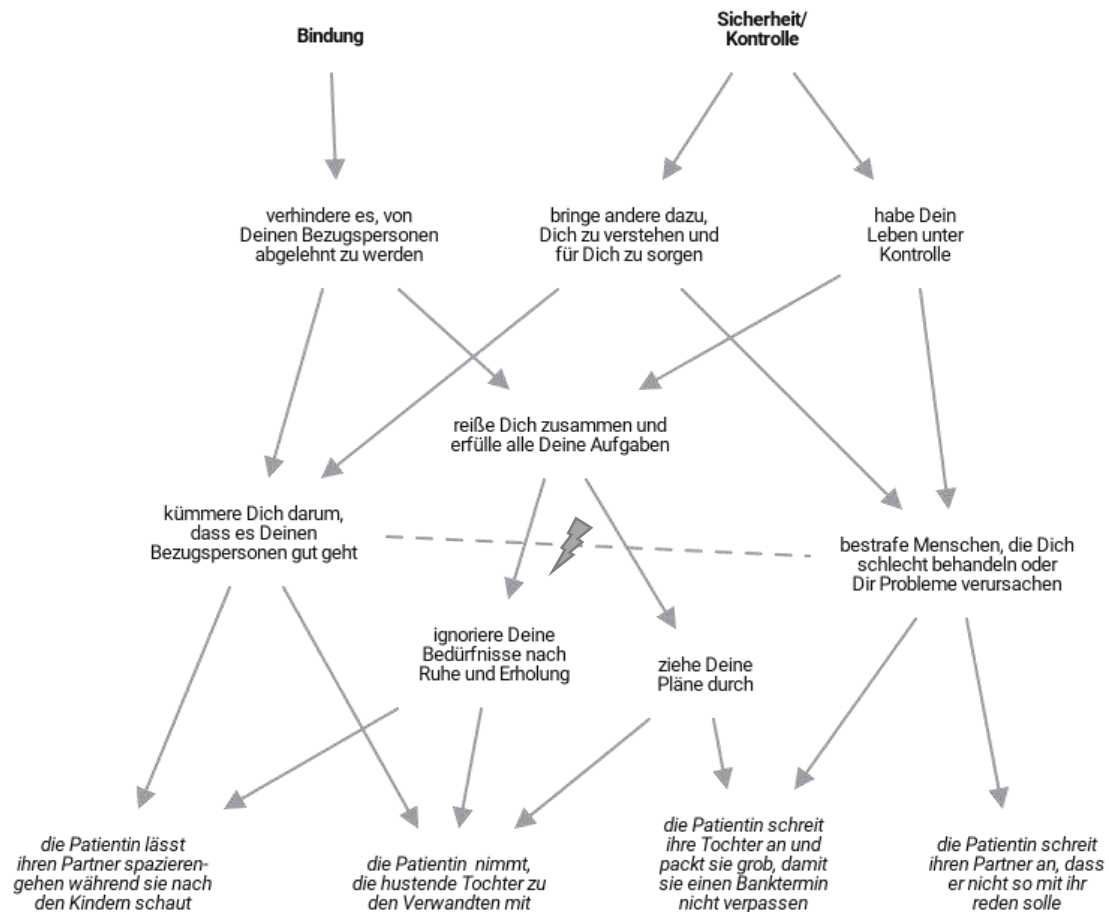 Bindung
Sicherheit/
Kontrolle
verhindere es, von
Deinen Bezugspersonen
abgelehnt zu werden
bringe andere dazu,
Dich zu verstehen und
für Dich zu sorgen
habe Dein
Leben unter
Kontrolle
reiße Dich zusammen und
erfülle alle Deine Aufgaben
kümmere Dich darum,
dass es Deinen
Bezugspersonen gut geht
bestrafe Menschen, die Dich
schlecht behandeln oder
Dir Probleme verursachen
ignoriere Deine
Bedürfnisse nach
Ruhe und Erholung
ziehe Deine
Pläne durch
die Patientin lässt
ihren Partner spazieren-
gehen während sie nach
den Kindern schaut
die Patientin nimmt,
die hustende Tochter zu
den Verwandten mit
die Patientin schreit
ihre Tochter an und
packt sie grob, damit
sie einen Banktermin
nicht verpassen
die Patientin schreit
ihren Partner an, dass
er nicht so mit ihr
reden solle